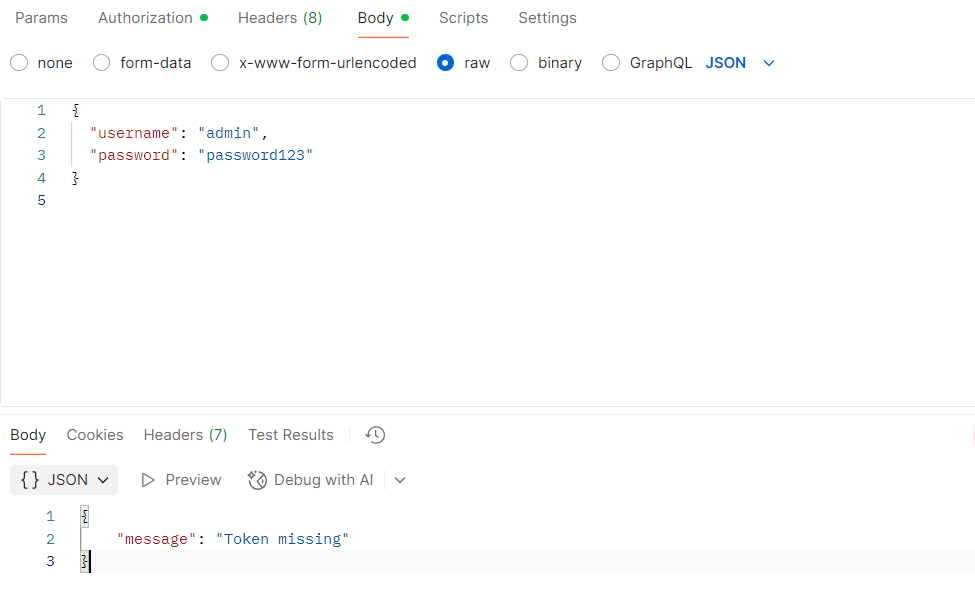 Params Authorization Headers (8) Body Scripts Settings
none form-data x-www-form-urlencoded raw binary GraphQL JSON
1 {
2 "username": "admin",
3 "password": "password123"
4 }
5
Body Cookies Headers (7) Test Results
{} JSON Preview Debug with AI
1 {
2 "message": "Token missing"
3 }